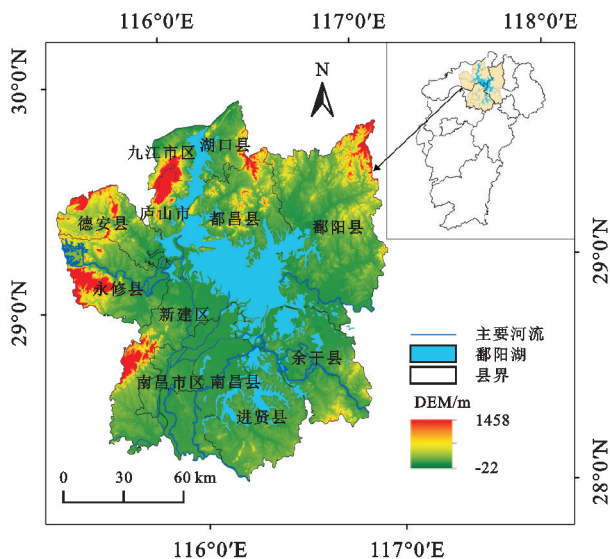 116°0′E
117°0′E
118°0′E
30°0′N
29°0′N
29°0′N
28°0′N
N
湖口县
九江市区
庐山市
都昌县
德安县
鄱阳县
永修县
新建区
余干县
南昌市区
南昌县
进贤县
主要河流
鄱阳湖
县界
DEM/m
1458
-22
0 30 60 km
116°0′E
117°0′E